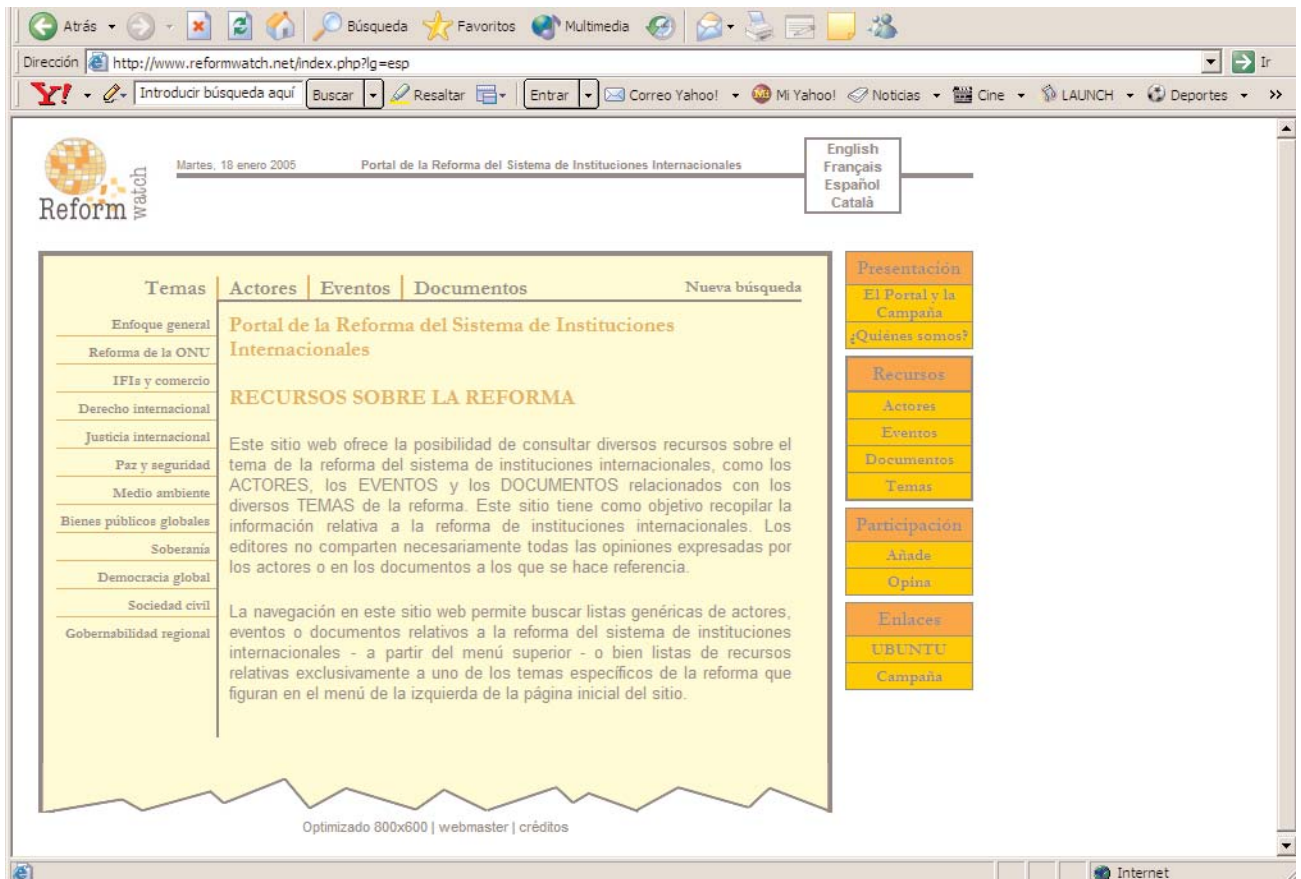 Atrás Búsqueda Favoritos Multimedia
Dirección http://www.reformwatch.net/index.php?lg=esp Ir
Y! Introducir búsqueda aquí Buscar Resaltar Entrar Correo Yahoo! Mi Yahoo! Noticias Cine LAUNCH Deportes >>
Reform watch
Martes, 18 enero 2005 Portal de la Reforma del Sistema de Instituciones Internacionales
English
Français
Español
Català
Temas Actores Eventos Documentos Nueva búsqueda
Enfoque general
Reforma de la ONU
IFIs y comercio
Derecho internacional
Justicia internacional
Paz y seguridad
Medio ambiente
Bienes públicos globales
Soberanía
Democracia global
Sociedad civil
Gobernabilidad regional
Portal de la Reforma del Sistema de Instituciones
Internacionales
RECURSOS SOBRE LA REFORMA
Este sitio web ofrece la posibilidad de consultar diversos recursos sobre el
tema de la reforma del sistema de instituciones internacionales, como los
ACTORES, los EVENTOS y los DOCUMENTOS relacionados con los
diversos TEMAS de la reforma. Este sitio tiene como objetivo recopilar la
información relativa a la reforma de instituciones internacionales. Los
editores no comparten necesariamente todas las opiniones expresadas por
los actores o en los documentos a los que se hace referencia.
La navegación en este sitio web permite buscar listas genéricas de actores,
eventos o documentos relativos a la reforma del sistema de instituciones
internacionales - a partir del menú superior - o bien listas de recursos
relativas exclusivamente a uno de los temas específicos de la reforma que
figuran en el menú de la izquierda de la página inicial del sitio.
Presentación
El Portal y la
Campaña
¿Quiénes somos?
Recursos
Actores
Eventos
Documentos
Temas
Participación
Añade
Opina
Enlaces
UBUNTU
Campaña
Optimizado 800x600 | webmaster | créditos
Internet